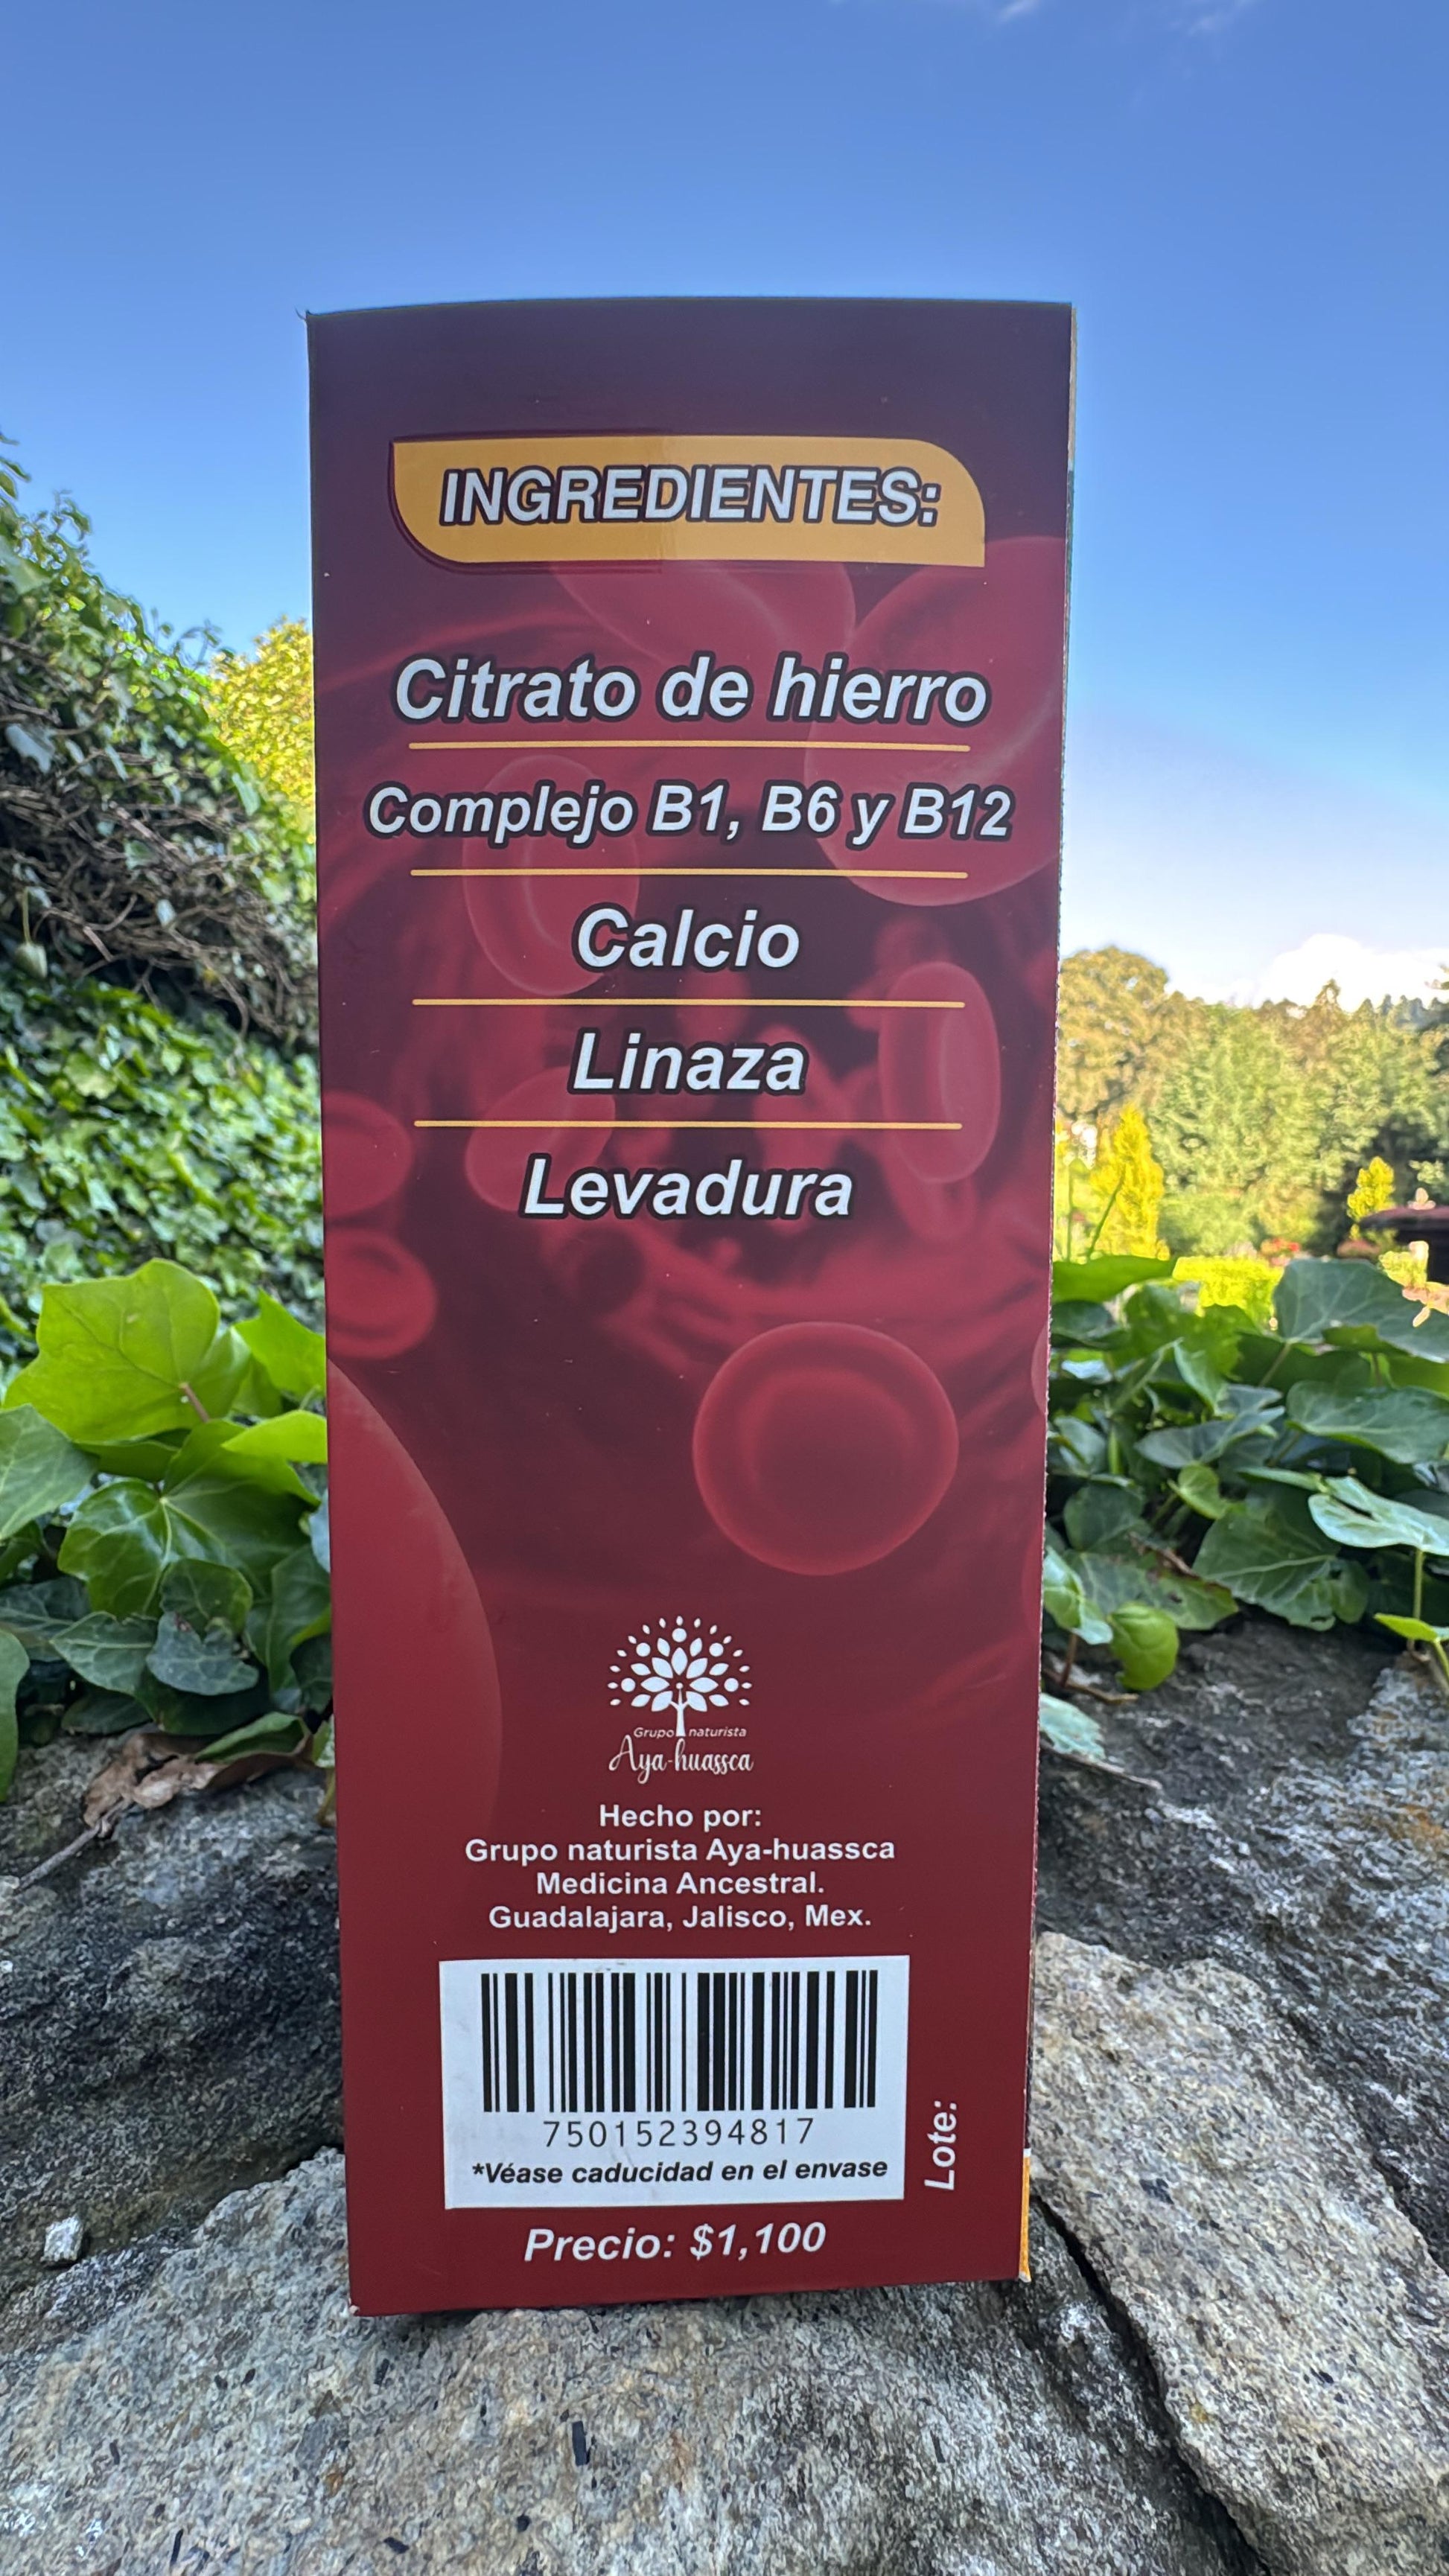 INGREDIENTES:
Citrato de hierro
Complejo B1, B6 y B12
Calcio
Linaza
Levadura
Grupo naturista
Aya-huassca
Hecho por:
Grupo naturista Aya-huassca
Medicina Ancestral.
Guadalajara, Jalisco, Mex.
750152394817
*Véase caducidad en el envase
Lote:
Precio: $1,100